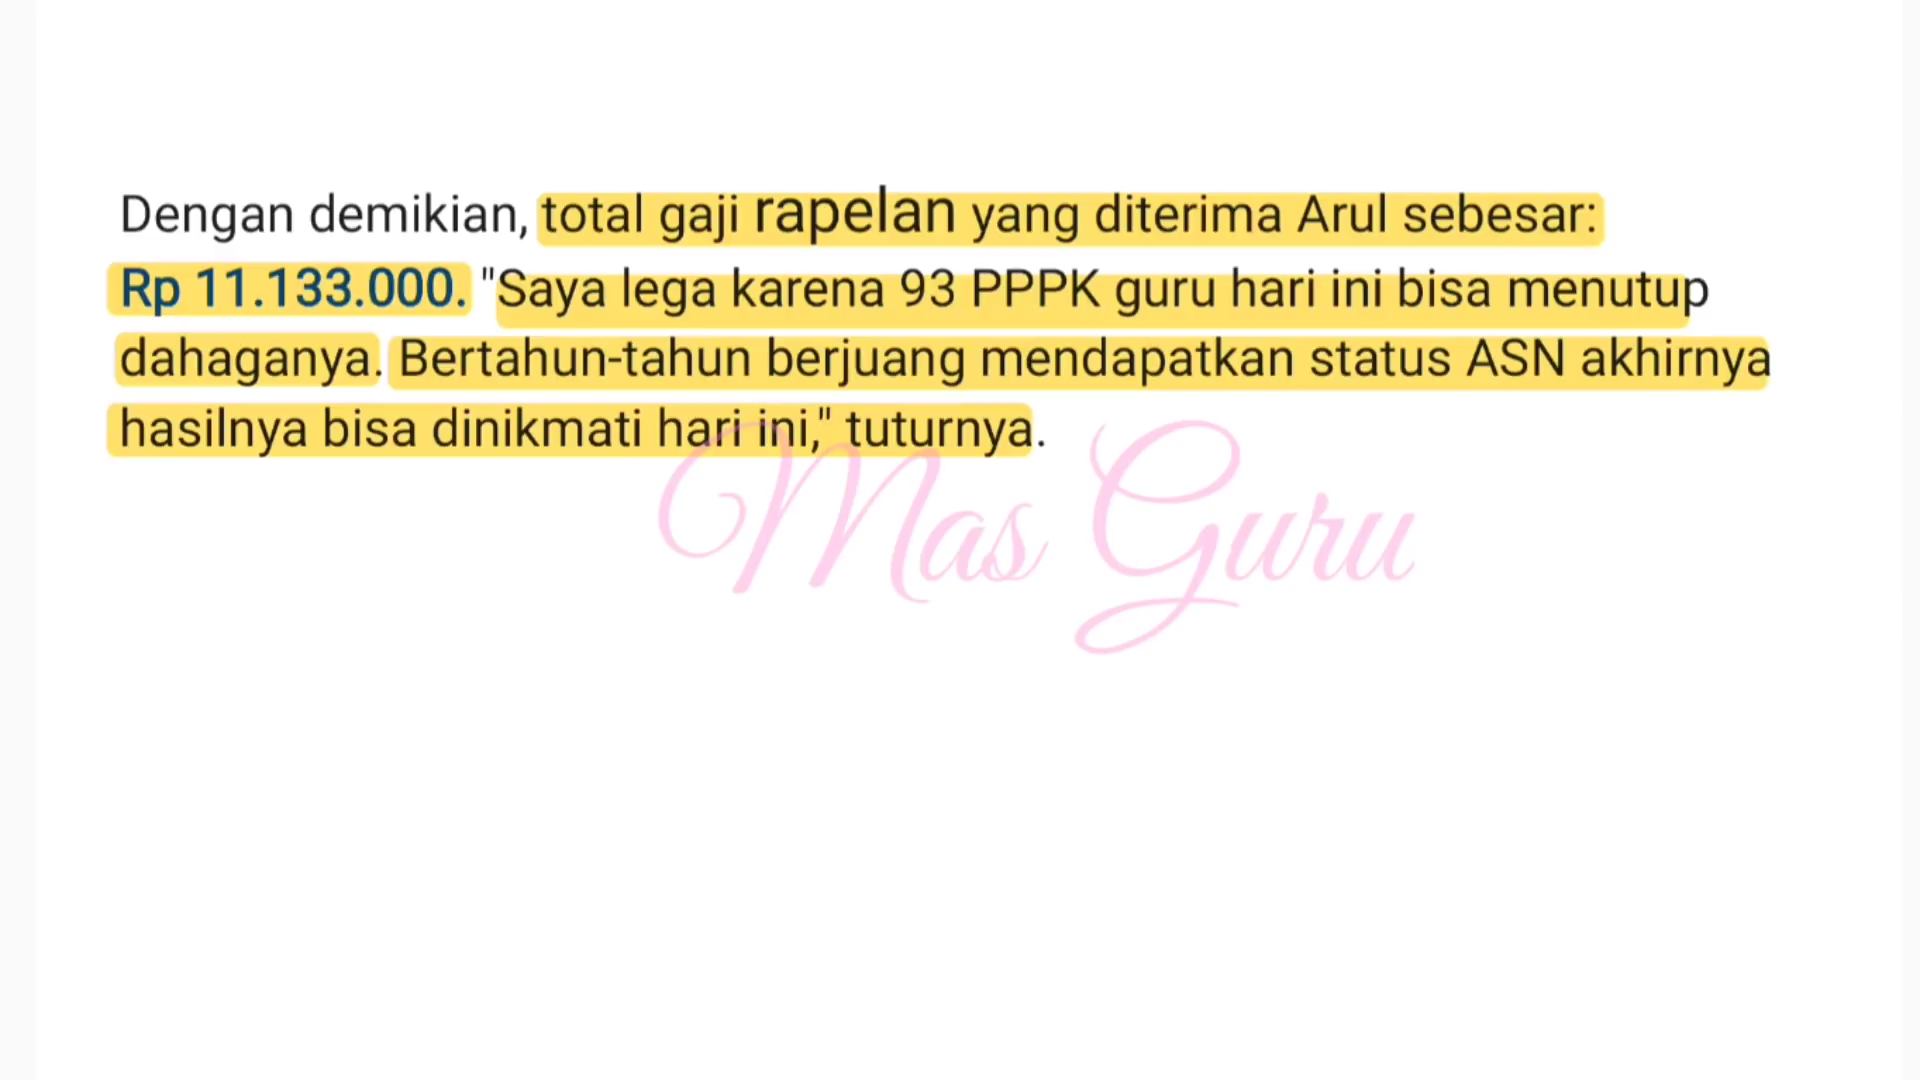 Dengan demikian, total gaji rapelan yang diterima Arul sebesar:
Rp 11.133.000. "Saya lega karena 93 PPPK guru hari ini bisa menutup
dahaganya. Bertahun-tahun berjuang mendapatkan status ASN akhirnya
hasilnya bisa dinikmati hari ini," tuturnya.
Mas Guru